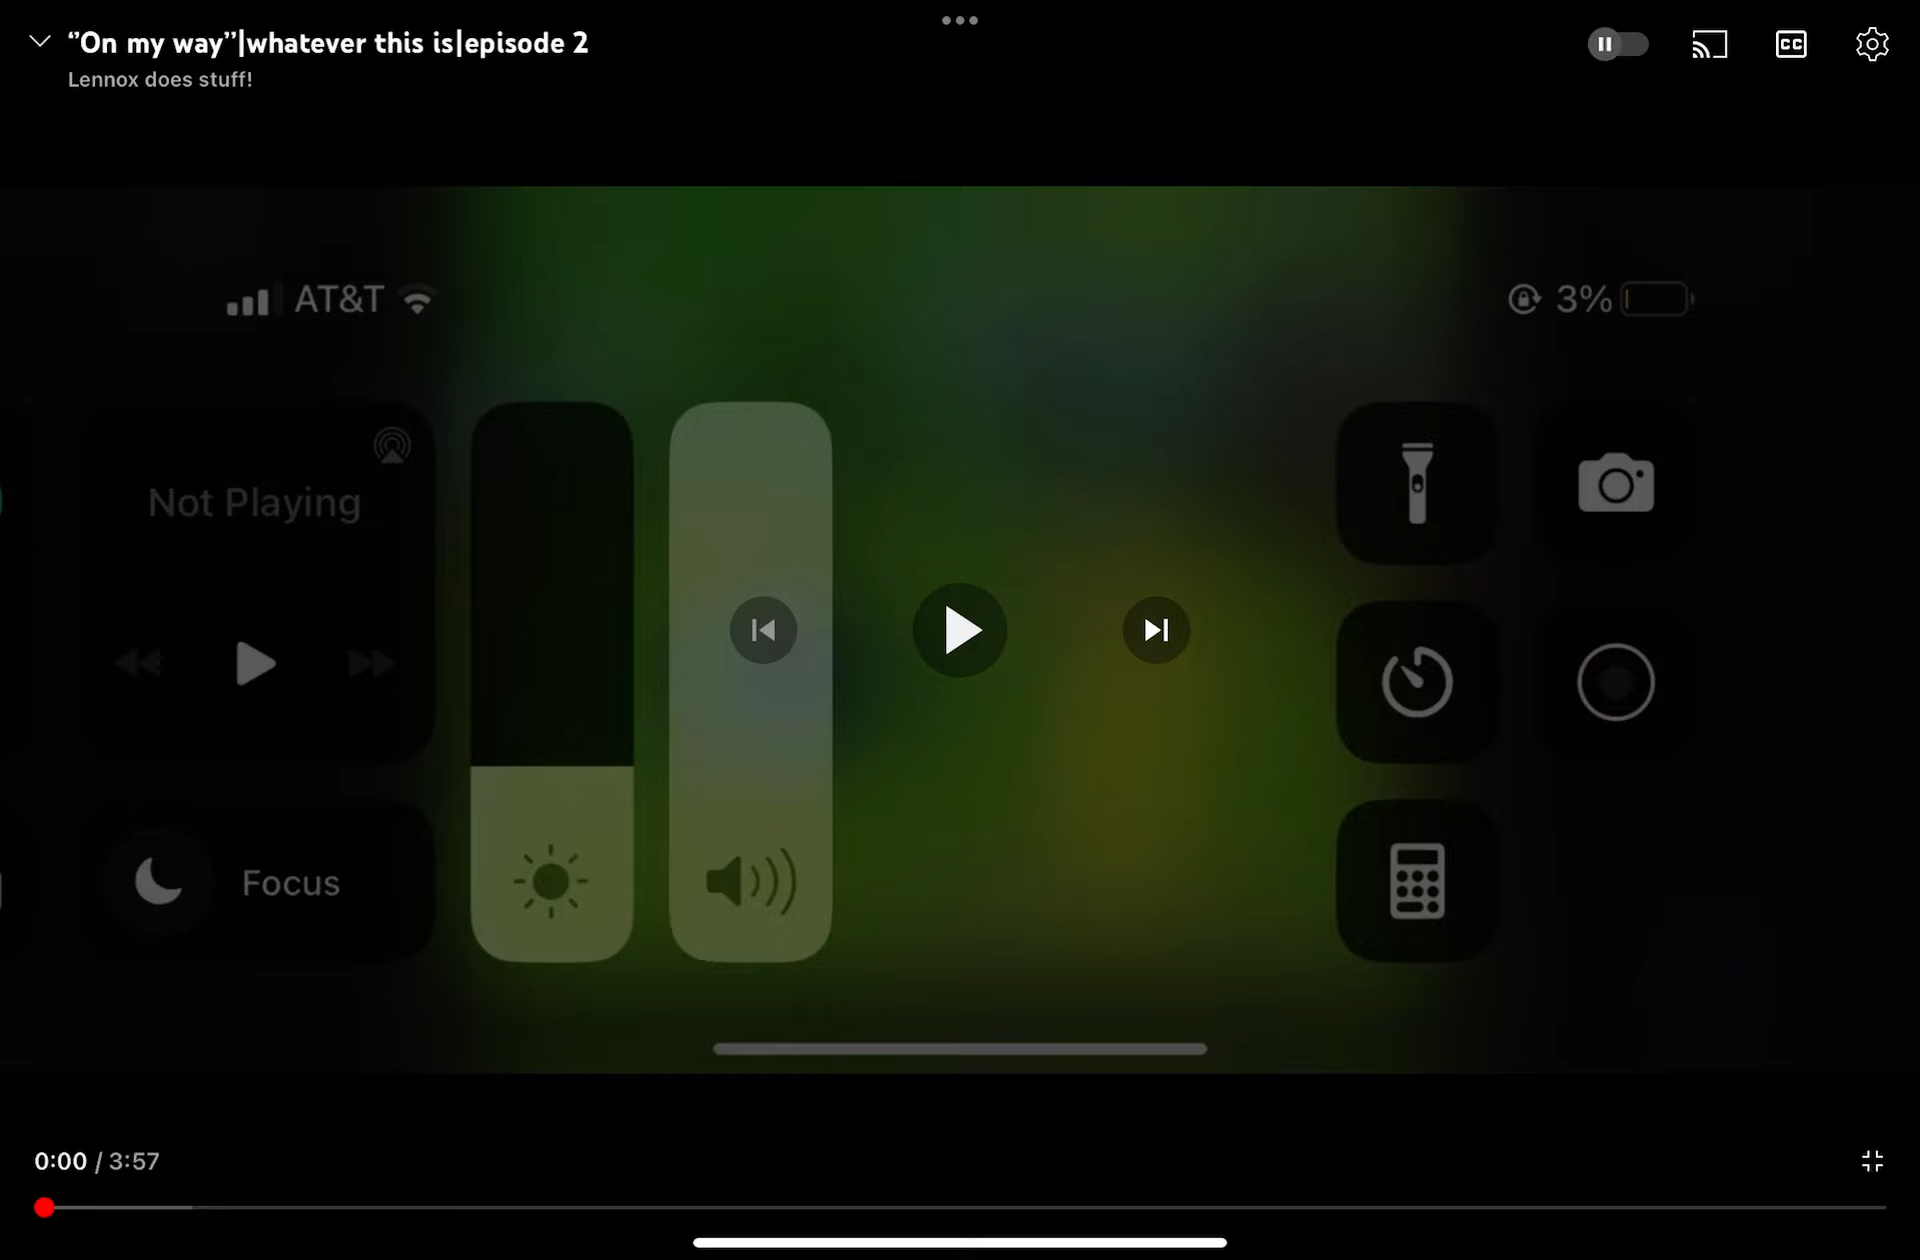 “On my way”|whatever this is|episode 2
Lennox does stuff!
CC
AT&T
3%
Not Playing
Focus
0:00 / 3:57